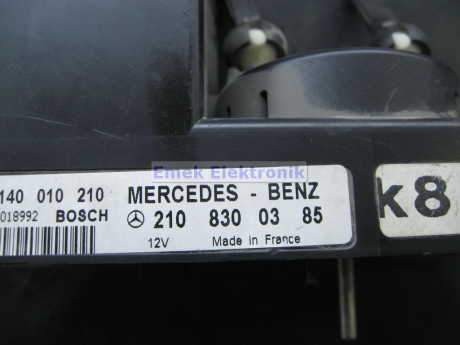 Emek Elektronik
140 010 210 MERCEDES - BENZ
018992 BOSCH 210 830 03 85
12V Made in France
K8